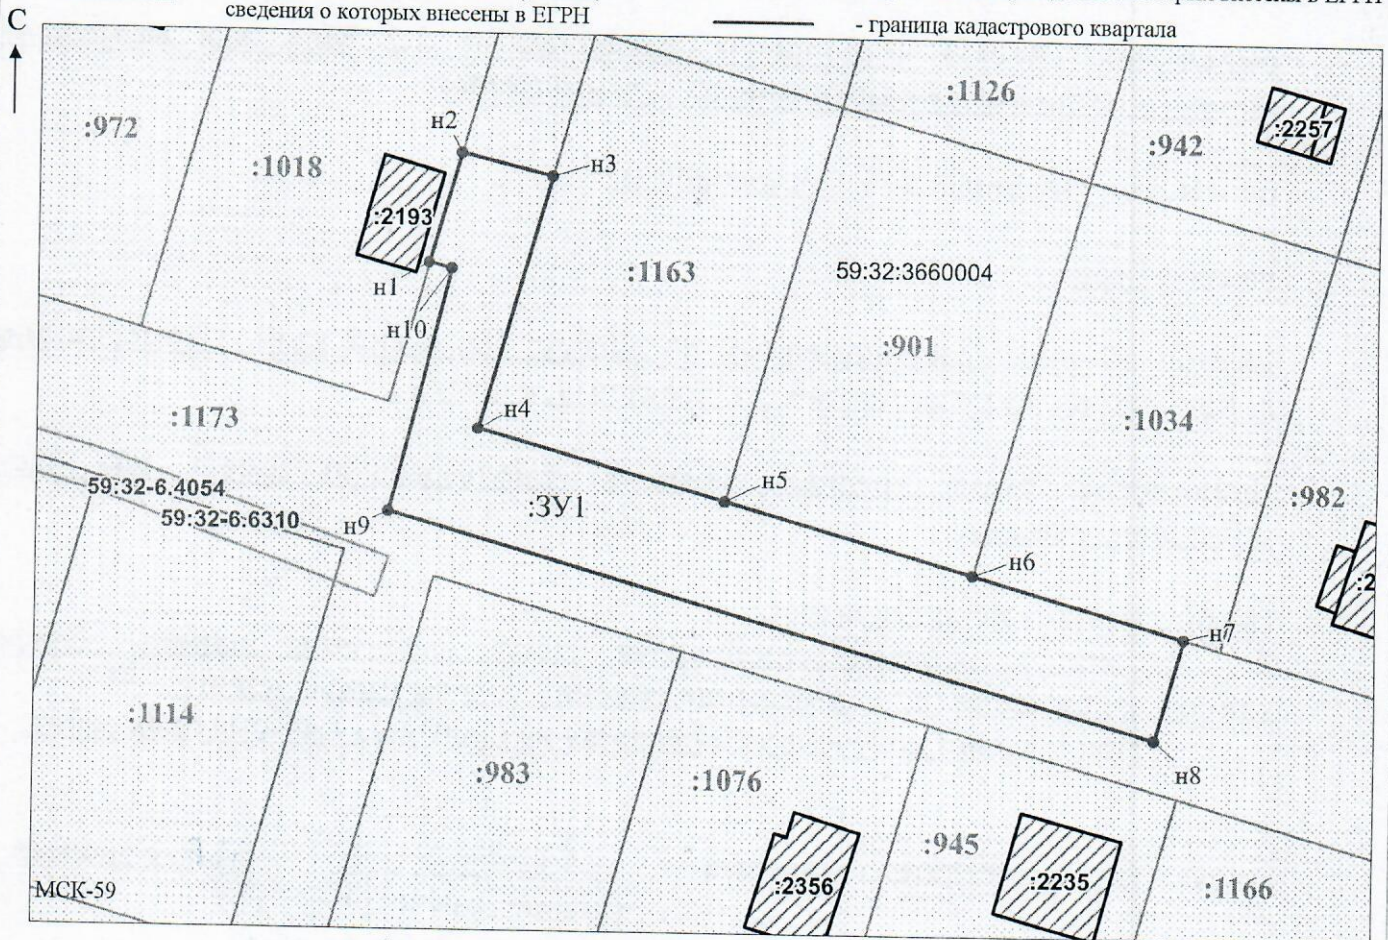 сведения о которых внесены в ЕГРН
- граница кадастрового квартала
С
:972
:1018
н2
н3
:2193
:1126
:942
:2257
н1
н10
:1163
59:32:3660004
:901
:1173
н4
:1034
59:32-6.4054
59:32-6.6310
н9
:ЗУ1
н5
:982
н6
:2
н7
:1114
:983
:1076
н8
:945
:2356
:2235
:1166
МСК-59